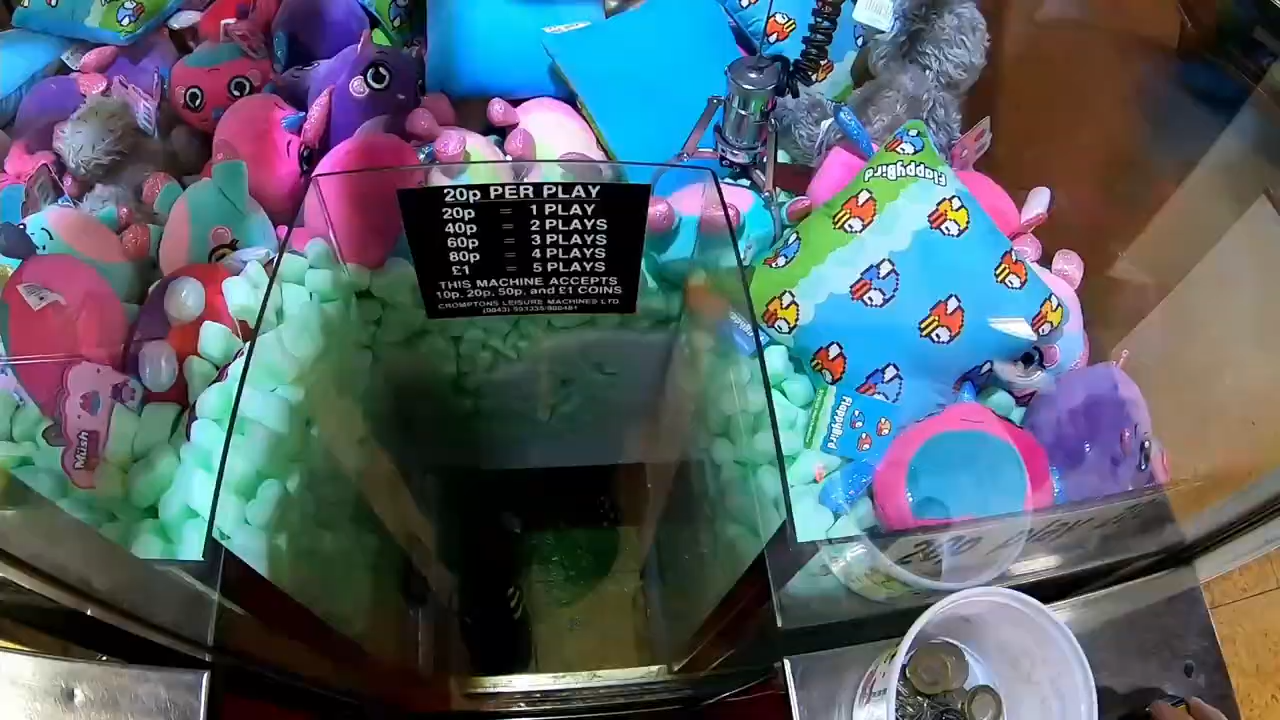 20p PER PLAY
20p = 1 PLAY
40p = 2 PLAYS
60p = 3 PLAYS
80p = 4 PLAYS
£1 = 5 PLAYS
THIS MACHINE ACCEPTS
10p, 20p, 50p, and £1 COINS
CROMPTONS LEISURE MACHINES LTD
FlappyBird
FlappyBird
Mush